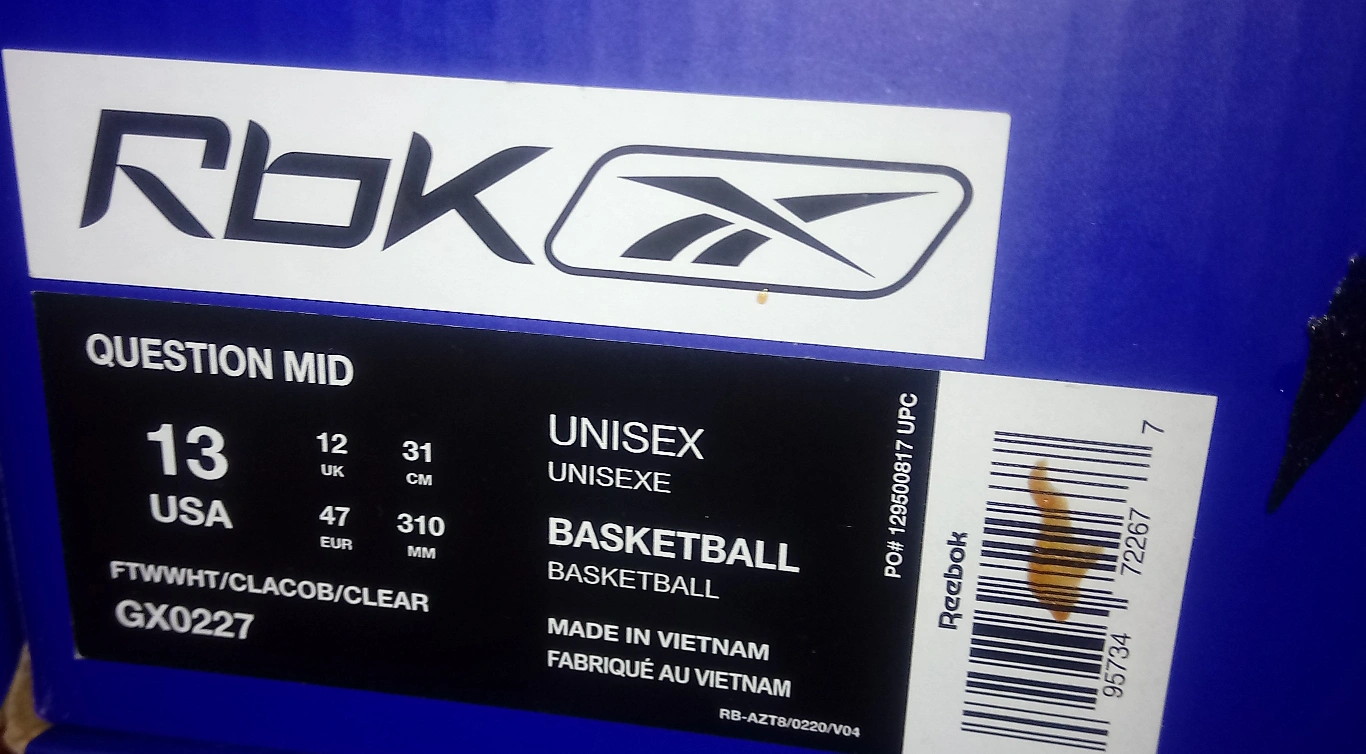 Rbk
QUESTION MID
13
USA
12
UK
31
CM
47
EUR
310
MM
FTWWHT/CLACOB/CLEAR
GX0227
UNISEX
UNISEXE
BASKETBALL
BASKETBALL
MADE IN VIETNAM
FABRIQUÉ AU VIETNAM
RB-AZT8/0220/V04
PO# 129500817 UPC
Reebok
95734 72267 7